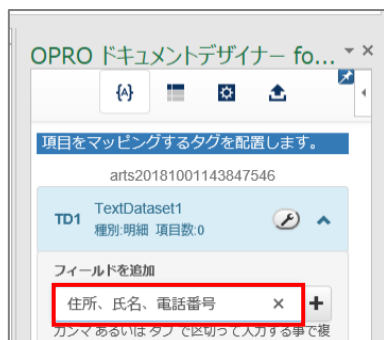 OPRO ドキュメントデザイナー fo...
{A}
項目をマッピングするタグを配置します。
arts20181001143847546
TD1 TextDataset1
種別:明細 項目数:0
フィールドを追加
住所、氏名、電話番号 × +
カンマ あるいは タブ で区切って入力する事で複